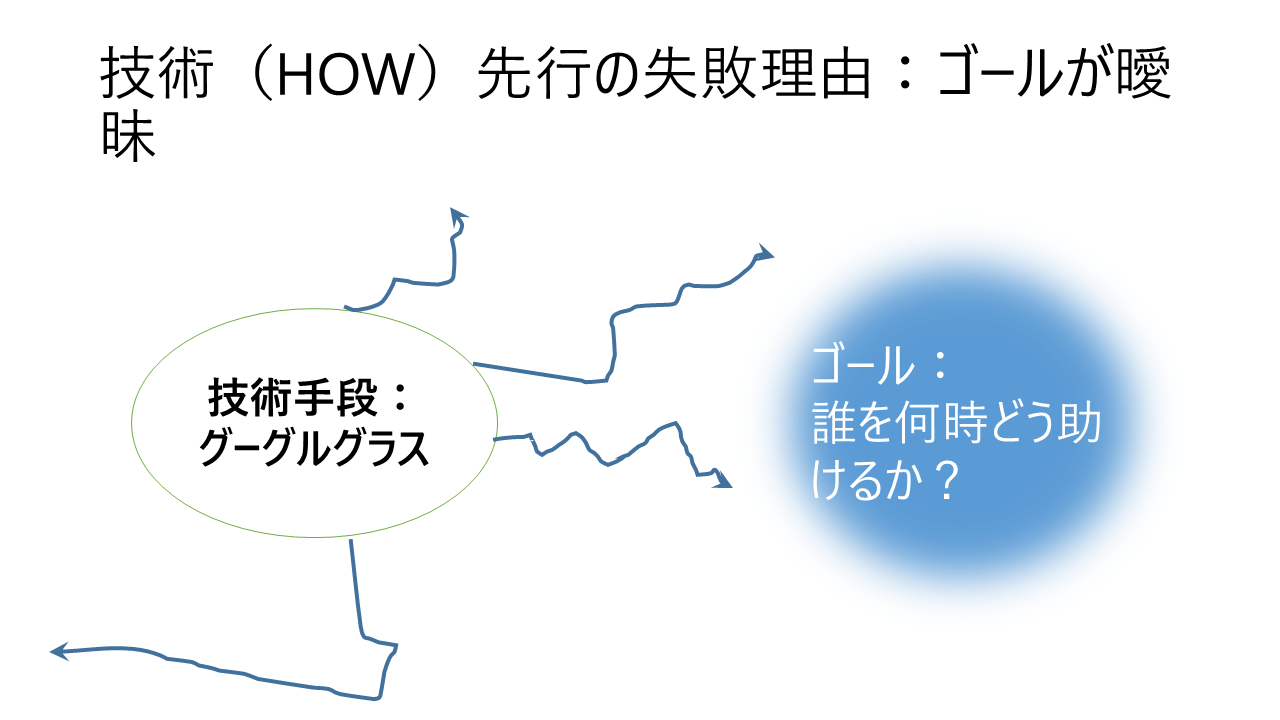 技術（HOW）先行の失敗理由：ゴールが曖
昧
技術手段：
グーグルグラス
ゴール：
誰を何時どう助
けるか？